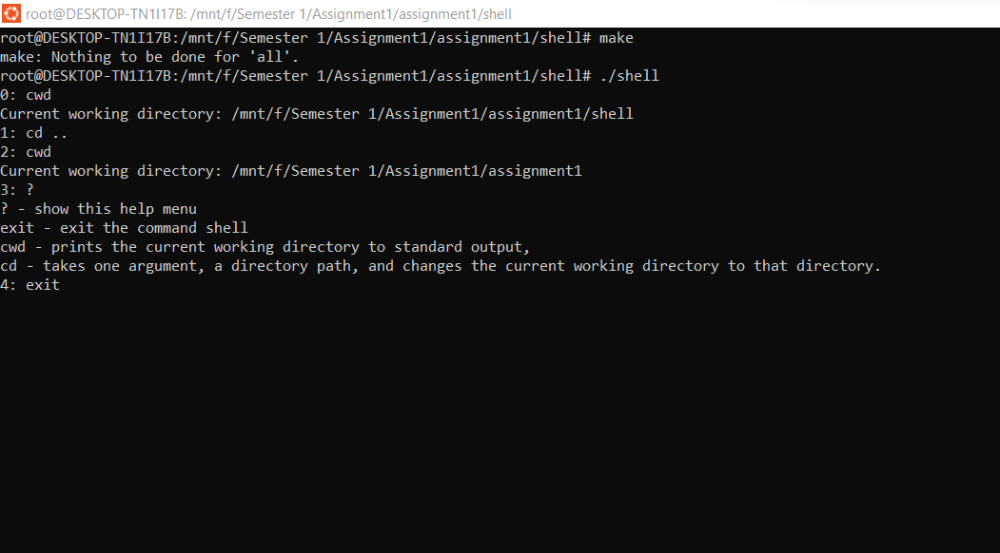 root@DESKTOP-TN1I17B: /mnt/f/Semester 1/Assignment1/assignment1/shell
root@DESKTOP-TN1I17B:/mnt/f/Semester 1/Assignment1/assignment1/shell# make
make: Nothing to be done for 'all'.
root@DESKTOP-TN1I17B:/mnt/f/Semester 1/Assignment1/assignment1/shell# ./shell
0: cwd
Current working directory: /mnt/f/Semester 1/Assignment1/assignment1/shell
1: cd ..
2: cwd
Current working directory: /mnt/f/Semester 1/Assignment1/assignment1
3: ?
? - show this help menu
exit - exit the command shell
cwd - prints the current working directory to standard output,
cd - takes one argument, a directory path, and changes the current working directory to that directory.
4: exit